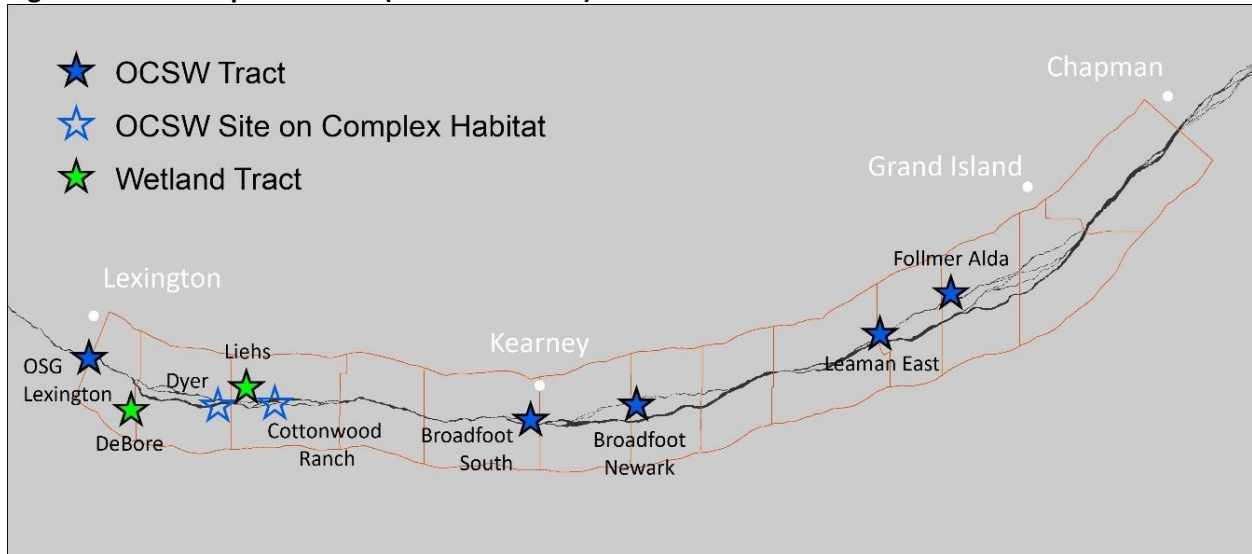 OCSW Tract
OCSW Site on Complex Habitat
Wetland Tract
Chapman
Grand Island
Follmer Alda
Lexington
Kearney
Leaman East
OSG
Lexington
Dyer
Liehs
DeBore
Cottonwood
Ranch
Broadfoot
South
Broadfoot
Newark